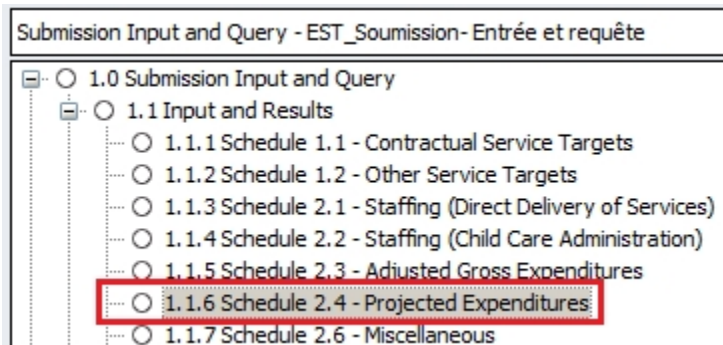 Submission Input and Query - EST_Soumission- Entrée et requête
1.0 Submission Input and Query
1.1 Input and Results
1.1.1 Schedule 1.1 - Contractual Service Targets
1.1.2 Schedule 1.2 - Other Service Targets
1.1.3 Schedule 2.1 - Staffing (Direct Delivery of Services)
1.1.4 Schedule 2.2 - Staffing (Child Care Administration)
1.1.5 Schedule 2.3 - Adjusted Gross Expenditures
1.1.6 Schedule 2.4 - Projected Expenditures
1.1.7 Schedule 2.6 - Miscellaneous